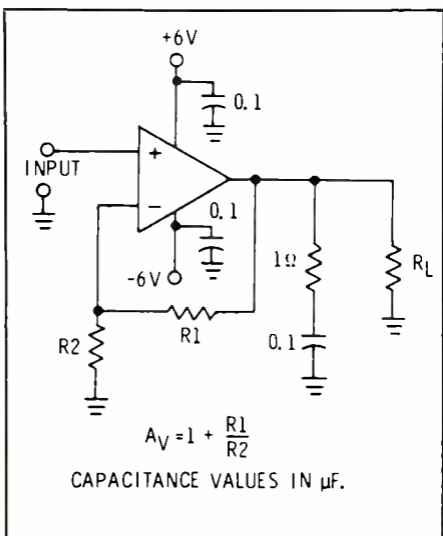 +6V
0.1
+
INPUT
−
0.1
-6V
1Ω
RL
R1
R2
0.1
AV = 1 + R1/R2
CAPACITANCE VALUES IN µF.